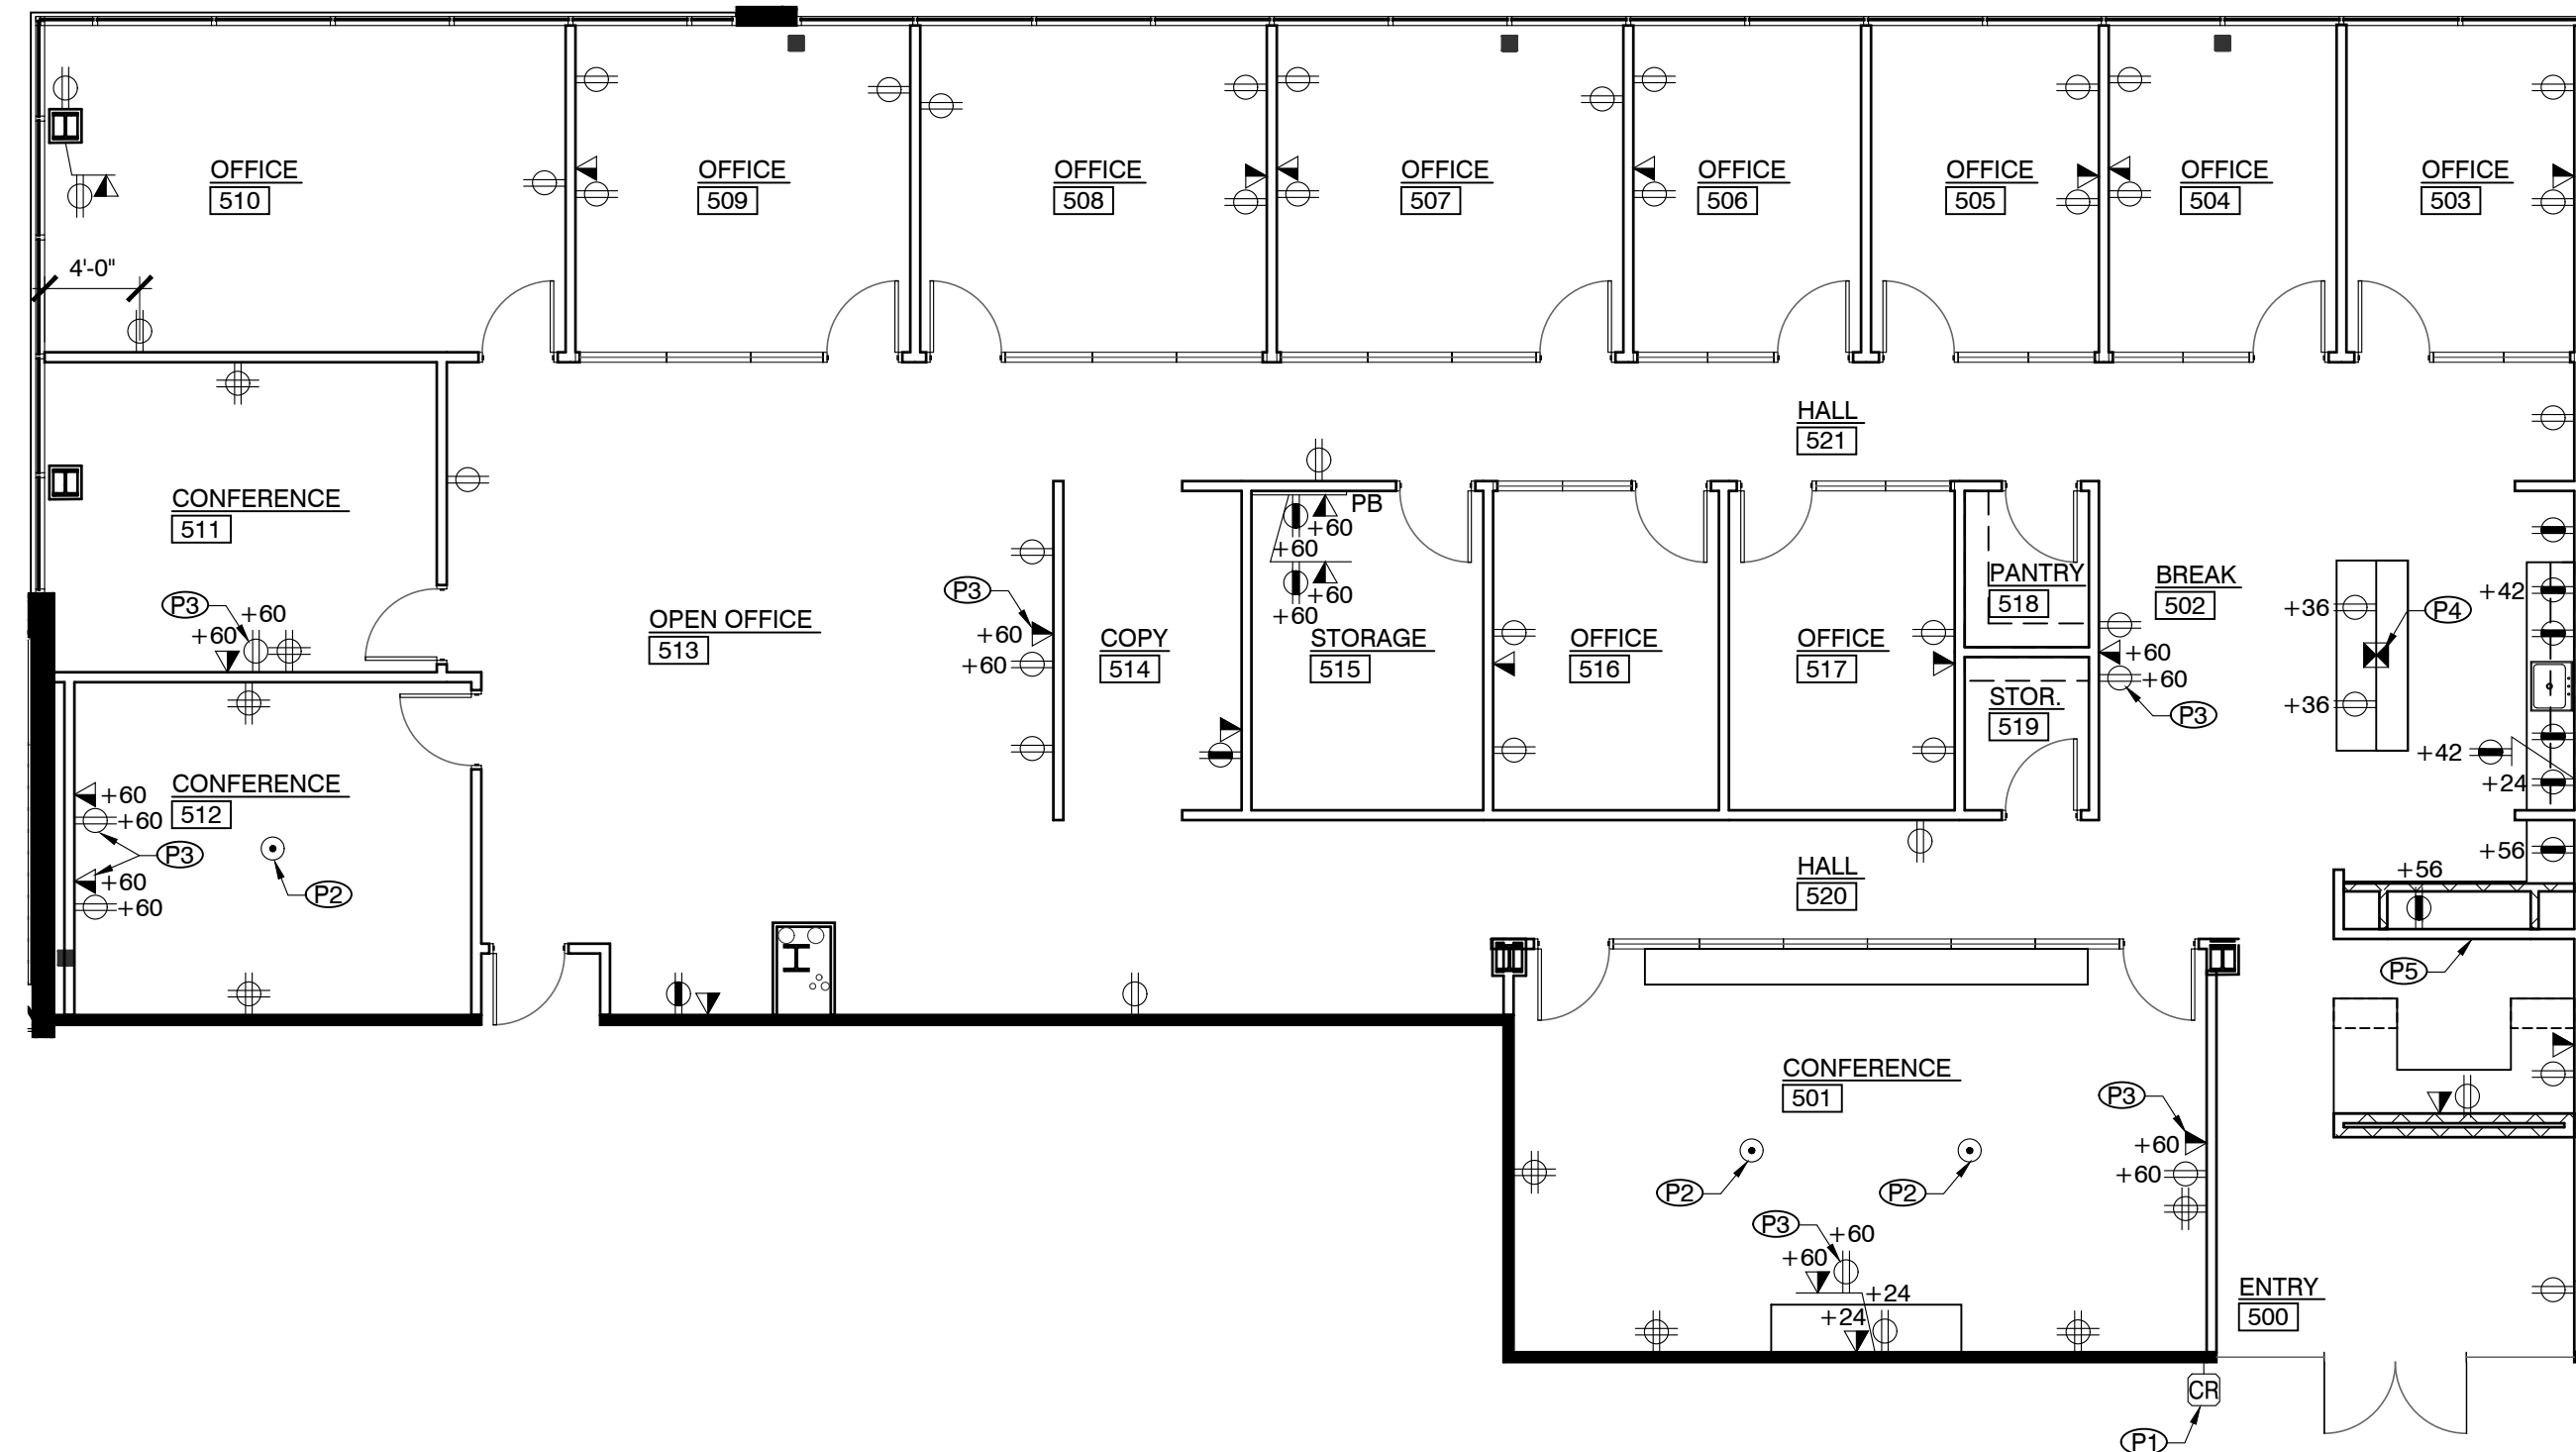 OFFICE
510
OFFICE
509
OFFICE
508
OFFICE
507
OFFICE
506
OFFICE
505
OFFICE
504
OFFICE
503
4'-0"
HALL
521
CONFERENCE
511
P3
+60
+60
OPEN OFFICE
513
P3
+60
+60
COPY
514
PB
+60
+60
+60
+60
STORAGE
515
OFFICE
516
OFFICE
517
PANTRY
518
STOR.
519
BREAK
502
+60
+60
P3
+36
+36
P4
+42
+42
+24
+56
+56
P5
CONFERENCE
512
+60
+60
P3
+60
+60
P2
HALL
520
CONFERENCE
501
P2
P2
P3
+60
+60
P3
+60
+60
+24
+24
ENTRY
500
CR
P1